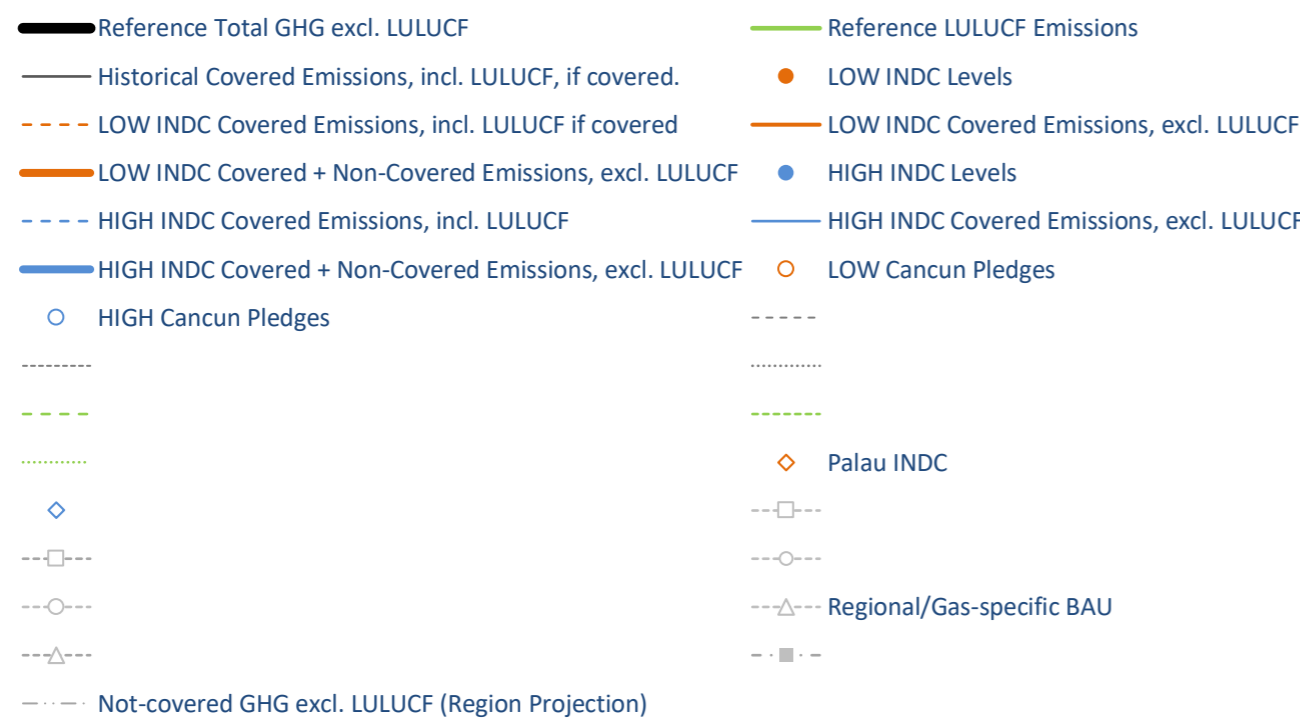 Reference Total GHG excl. LULUCF
Reference LULUCF Emissions
Historical Covered Emissions, incl. LULUCF, if covered.
LOW INDC Levels
LOW INDC Covered Emissions, incl. LULUCF if covered
LOW INDC Covered Emissions, excl. LULUCF
LOW INDC Covered + Non-Covered Emissions, excl. LULUCF
HIGH INDC Levels
HIGH INDC Covered Emissions, incl. LULUCF
HIGH INDC Covered Emissions, excl. LULUCF
HIGH INDC Covered + Non-Covered Emissions, excl. LULUCF
LOW Cancun Pledges
HIGH Cancun Pledges
Palau INDC
Regional/Gas-specific BAU
Not-covered GHG excl. LULUCF (Region Projection)